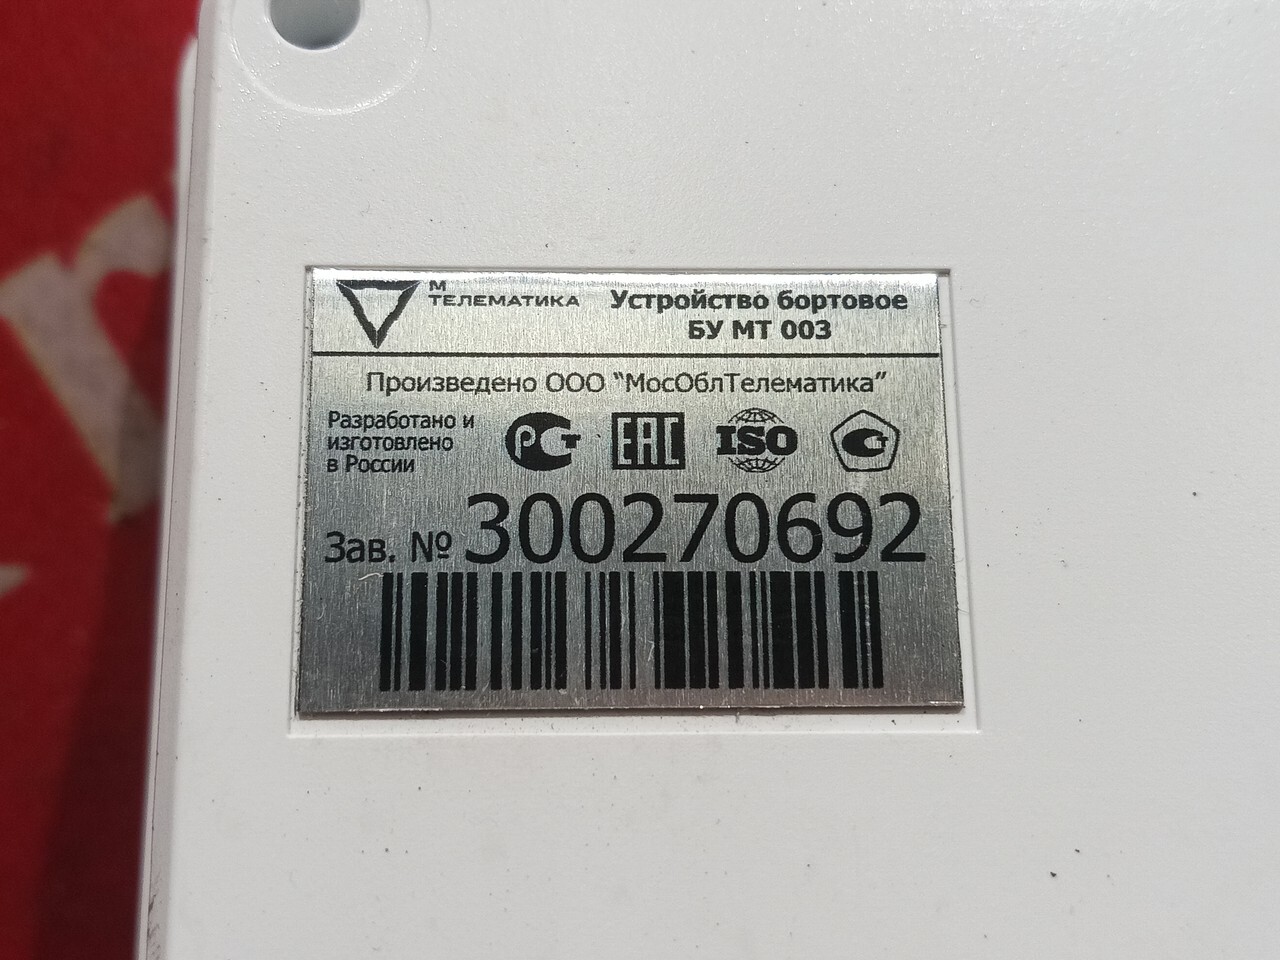 М
ТЕЛЕМАТИКА
Устройство бортовое
БУ МТ 003
Произведено ООО “МосОблТелематика”
Разработано и
изготовлено
в России
РСТ
EAC
ISO
Зав. № 300270692